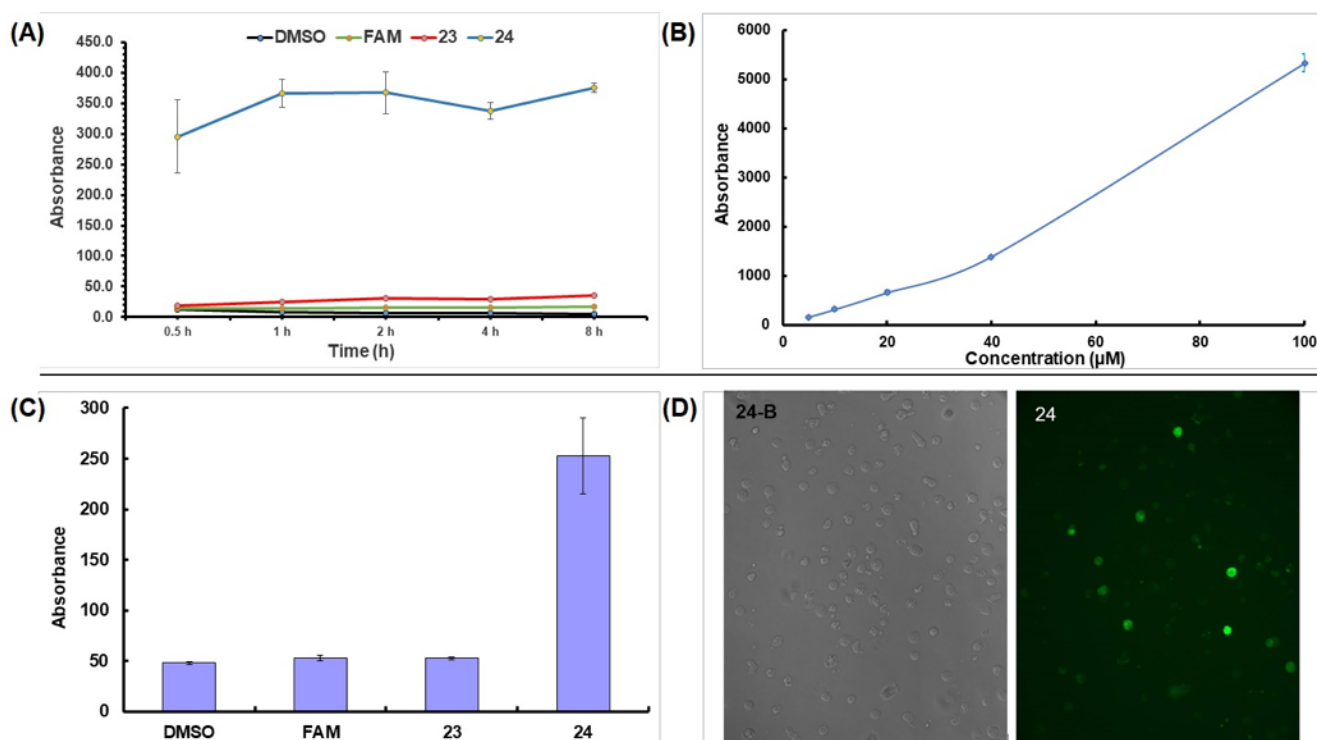 (A)
DMSO FAM 23 24
450.0
400.0
350.0
300.0
250.0
200.0
150.0
100.0
50.0
0.0
Absorbance
0.5 h 1 h 2 h 4 h 8 h
Time (h)
(B)
6000
5000
4000
3000
2000
1000
0
Absorbance
0 20 40 60 80 100
Concentration (µM)
(C)
300
250
200
150
100
50
0
Absorbance
DMSO FAM 23 24
(D)
24-B
24